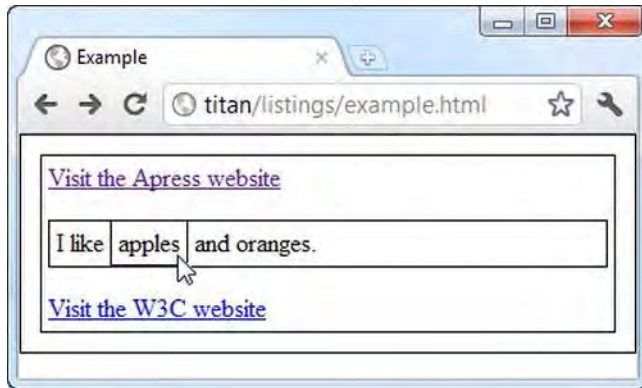 Example
titan/listings/example.html
Visit the Apress website
I like apples and oranges.
Visit the W3C website